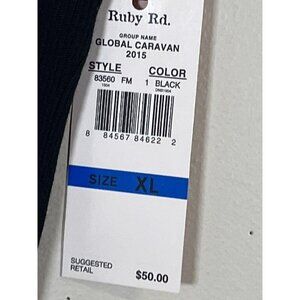 Ruby Rd.
GROUP NAME
GLOBAL CARAVAN
2015
STYLE COLOR
83560 FM 1 BLACK
8 84567 84622 2
SIZE XL
SUGGESTED
RETAIL $50.00